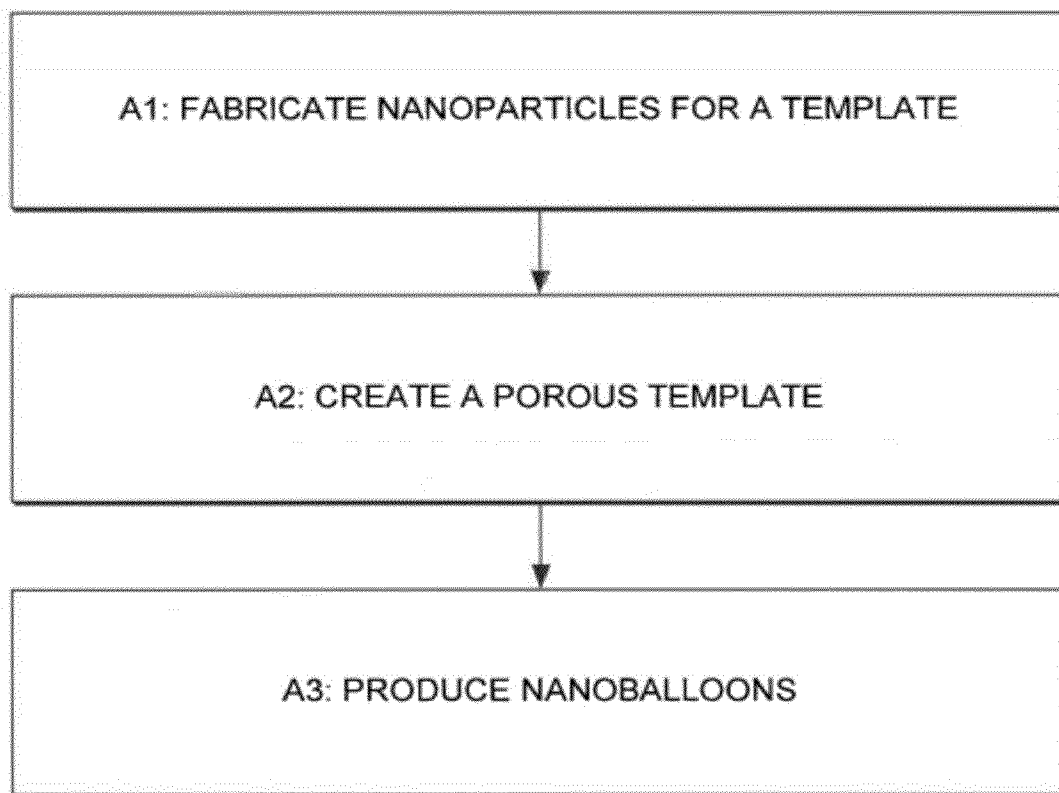 A1: FABRICATE NANOPARTICLES FOR A TEMPLATE
A2: CREATE A POROUS TEMPLATE
A3: PRODUCE NANOBALLOONS